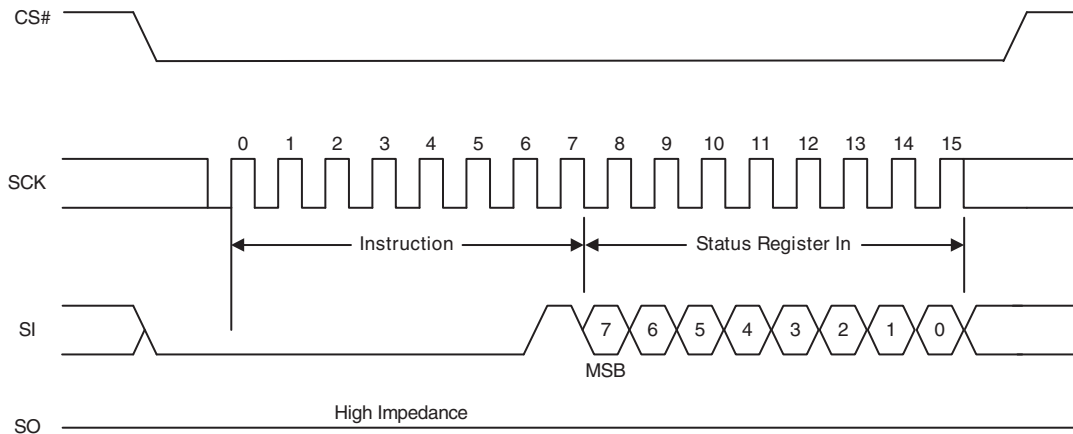 CS#
0 1 2 3 4 5 6 7 8 9 10 11 12 13 14 15
SCK
Instruction Status Register In
SI
7 6 5 4 3 2 1 0
MSB
High Impedance
SO